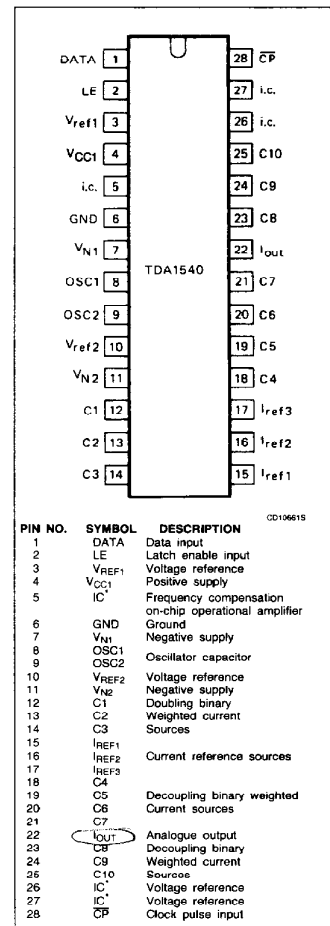 DATA 1 28 CP
LE 2 27 i.c.
Vref1 3 26 i.c.
VCC1 4 25 C10
i.c. 5 24 C9
GND 6 23 C8
VN1 7 22 Iout
TDA1540
OSC1 8 21 C7
OSC2 9 20 C6
Vref2 10 19 C5
VN2 11 18 C4
C1 12 17 Iref3
C2 13 16 Iref2
C3 14 15 Iref1
CD10661S
PIN NO. SYMBOL DESCRIPTION
1 DATA Data input
2 LE Latch enable input
3 VREF1 Voltage reference
4 VCC1 Positive supply
5 IC* Frequency compensation
on-chip operational amplifier
6 GND Ground
7 VN1 Negative supply
8 OSC1
Oscillator capacitor
9 OSC2
10 VREF2 Voltage reference
11 VN2 Negative supply
12 C1 Doubling binary
13 C2 Weighted current
14 C3 Sources
15 IREF1
16 IREF2 Current reference sources
17 IREF3
18 C4
19 C5 Decoupling binary weighted
20 C6 Current sources
21 C7
22 IOUT Analogue output
23 C8 Decoupling binary
24 C9 Weighted current
25 C10 Sources
26 IC* Voltage reference
27 IC* Voltage reference
28 CP Clock pulse input